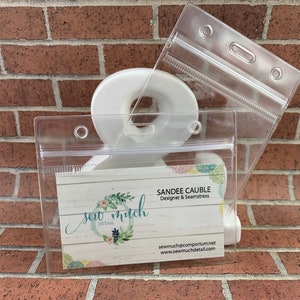 sew much
DETAIL
SANDEE CAUBLE
Designer & Seamstress
sewmuch@comporium.net
www.sewmuchdetail.com